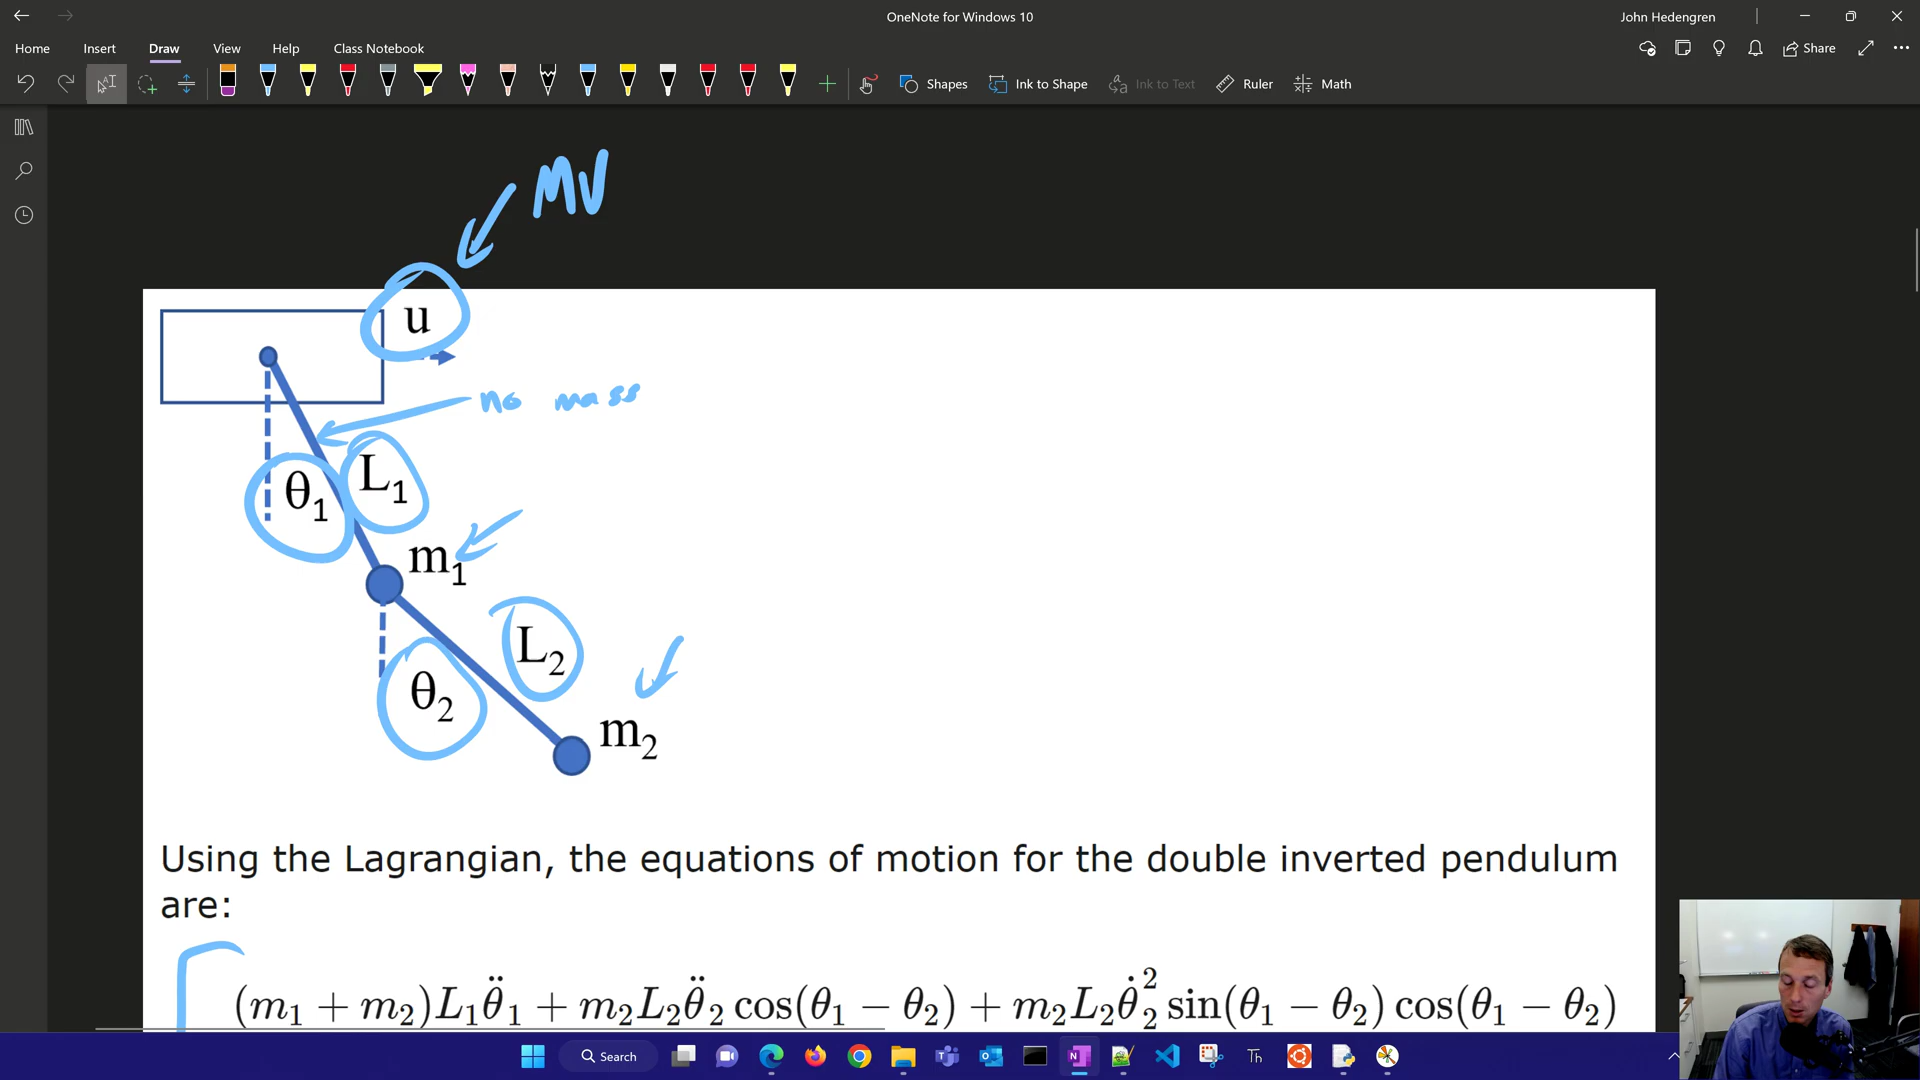 OneNote for Windows 10
John Hedengren
Home Insert Draw View Help Class Notebook
Share
Shapes Ink to Shape Ink to Text Ruler Math
MV
u
no mass
θ1 L1
m1
L2
θ2
m2
Using the Lagrangian, the equations of motion for the double inverted pendulum
are:
(m₁ + m₂)L₁θ̈₁ + m₂L₂θ̈₂ cos(θ₁ − θ₂) + m₂L₂θ̇₂² sin(θ₁ − θ₂) cos(θ₁ − θ₂)
Search
Th